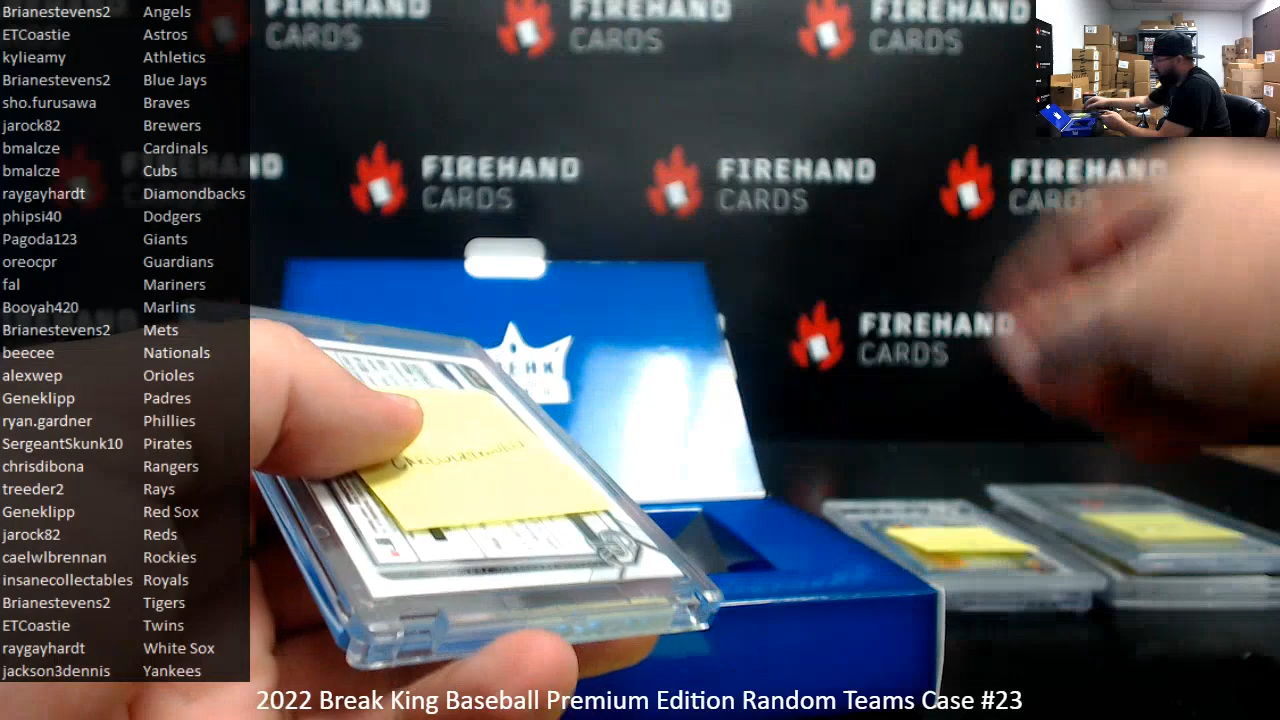 Brianestevens2 Angels
ETCoastie Astros
kylieamy Athletics
Brianestevens2 Blue Jays
sho.furusawa Braves
jarock82 Brewers
bmalcze Cardinals
bmalcze Cubs
raygayhardt Diamondbacks
phipsi40 Dodgers
Pagoda123 Giants
oreocpr Guardians
fal Mariners
Booyah420 Marlins
Brianestevens2 Mets
beecee Nationals
alexwep Orioles
Geneklipp Padres
ryan.gardner Phillies
SergeantSkunk10 Pirates
chrisdibona Rangers
treeder2 Rays
Geneklipp Red Sox
jarock82 Reds
caelwlbrennan Rockies
insanecollectables Royals
Brianestevens2 Tigers
ETCoastie Twins
raygayhardt White Sox
jackson3dennis Yankees
FIREHAND CARDS
FIREHAND CARDS
FIREHAND CARDS
FIREHAND CARDS
FIREHAND CARDS
FIREHAND CARDS
FIREHAND CARDS
2022 Break King Baseball Premium Edition Random Teams Case #23